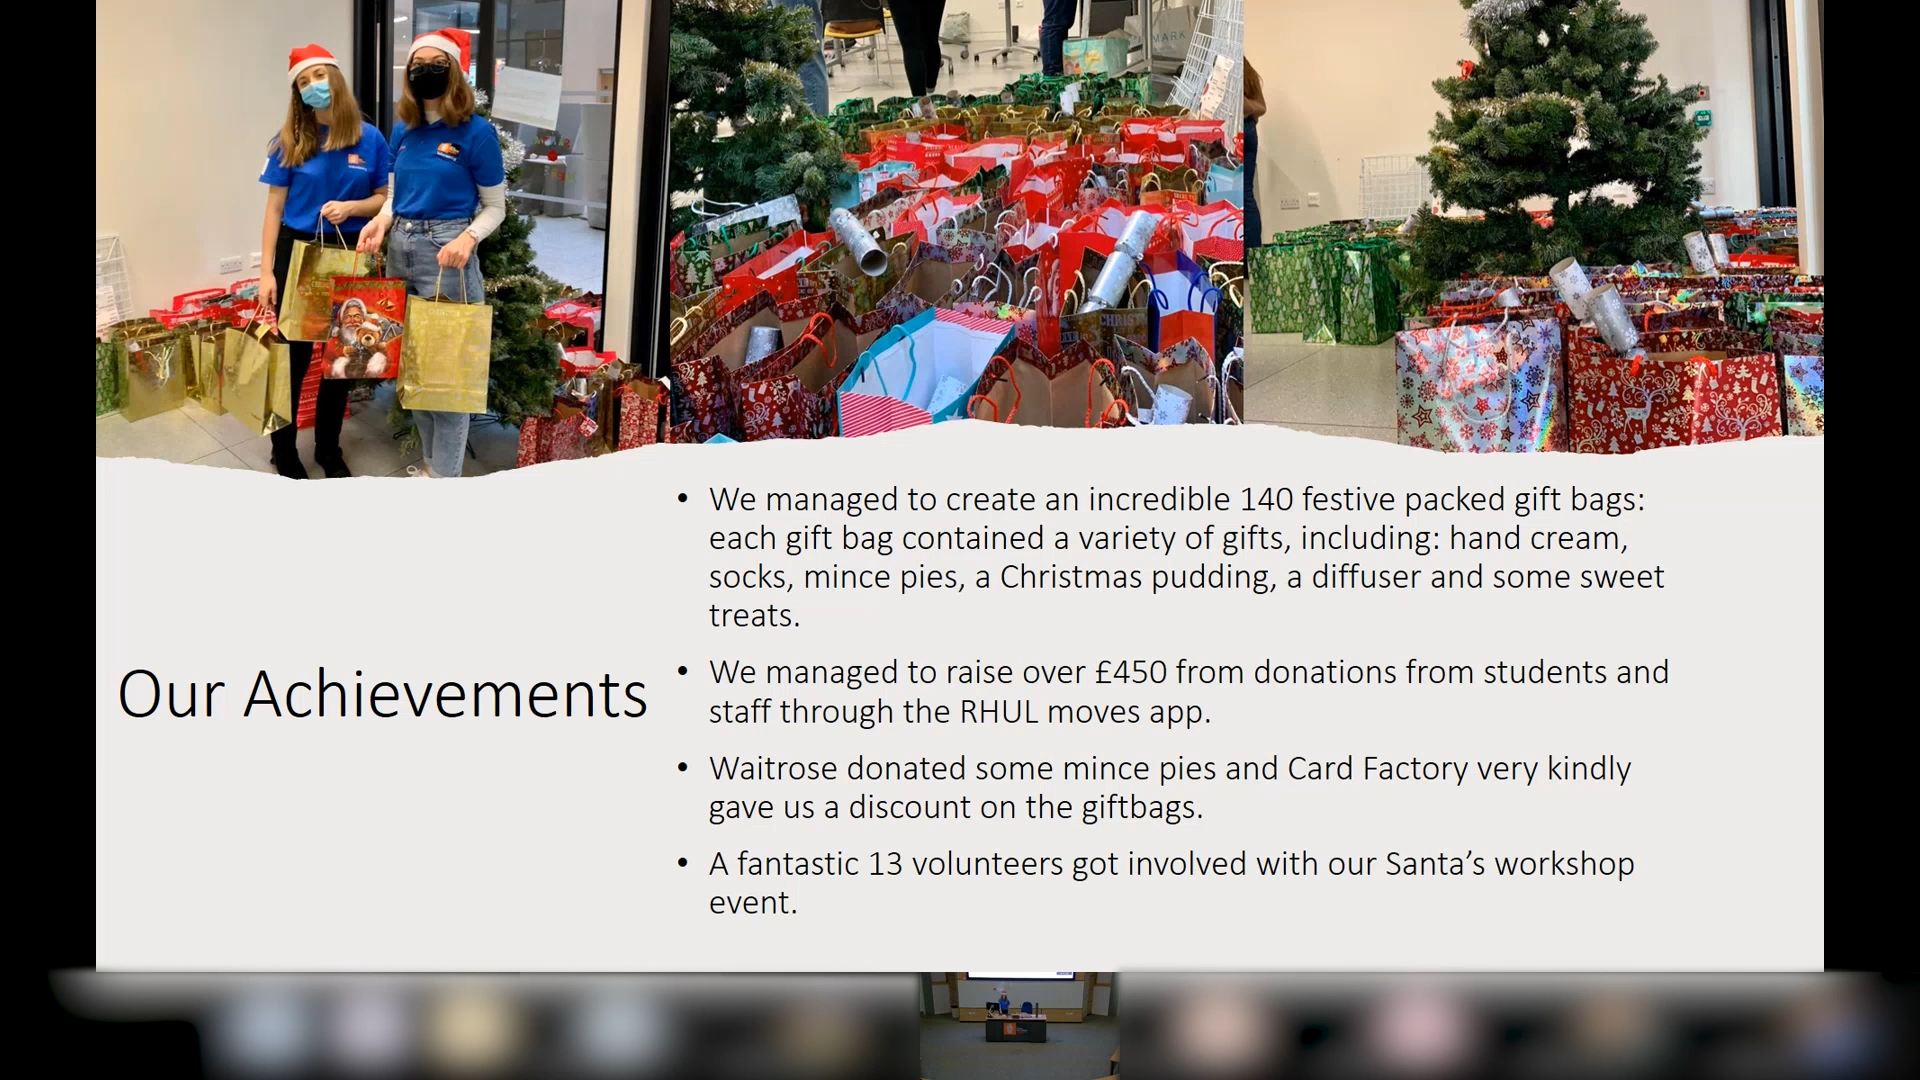 MARK
CHRIST
Our Achievements
• We managed to create an incredible 140 festive packed gift bags:
each gift bag contained a variety of gifts, including: hand cream,
socks, mince pies, a Christmas pudding, a diffuser and some sweet
treats.
• We managed to raise over £450 from donations from students and
staff through the RHUL moves app.
• Waitrose donated some mince pies and Card Factory very kindly
gave us a discount on the giftbags.
• A fantastic 13 volunteers got involved with our Santa’s workshop
event.